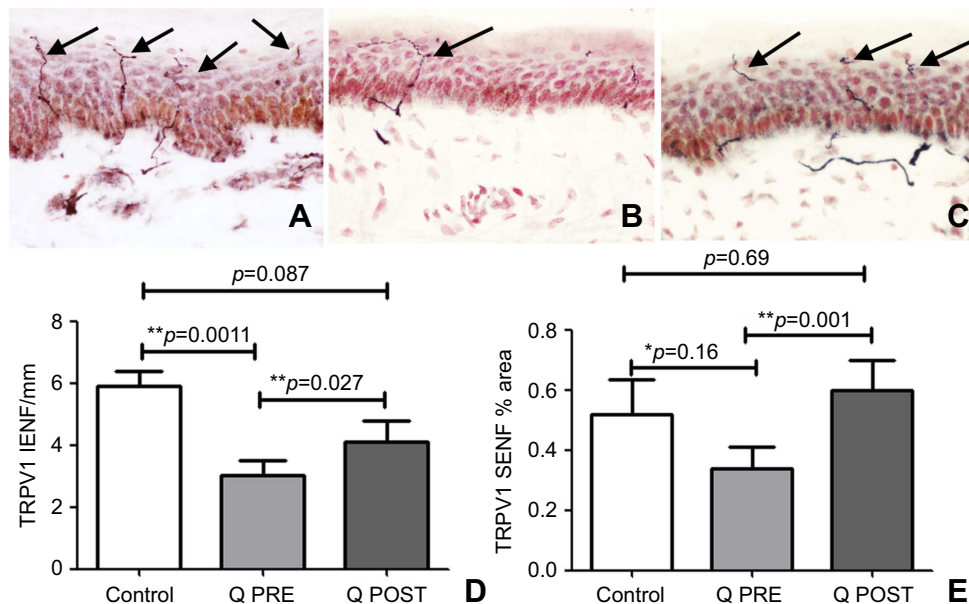 A
B
C
p=0.087
**p=0.0011
**p=0.027
TRPV1 IENF/mm
8
6
4
2
0
Control
Q PRE
Q POST
D
p=0.69
**p=0.001
*p=0.16
TRPV1 SENF % area
0.8
0.6
0.4
0.2
0.0
Control
Q PRE
Q POST
E